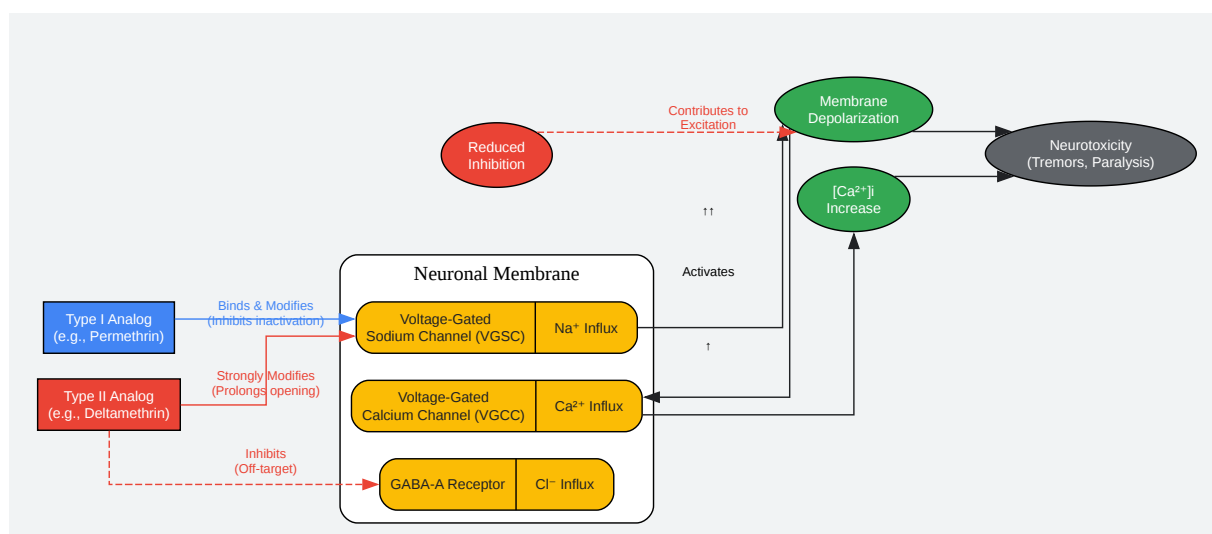 Contributes to
Excitation
Membrane
Depolarization
Reduced
Inhibition
Neurotoxicity
(Tremors, Paralysis)
[Ca²⁺]i
Increase
↑↑
Activates
Neuronal Membrane
Type I Analog
(e.g., Permethrin)
Binds & Modifies
(Inhibits inactivation)
Voltage-Gated
Sodium Channel (VGSC)
Na⁺ Influx
↑
Type II Analog
(e.g., Deltamethrin)
Strongly Modifies
(Prolongs opening)
Voltage-Gated
Calcium Channel (VGCC)
Ca²⁺ Influx
Inhibits
(Off-target)
GABA-A Receptor
Cl⁻ Influx